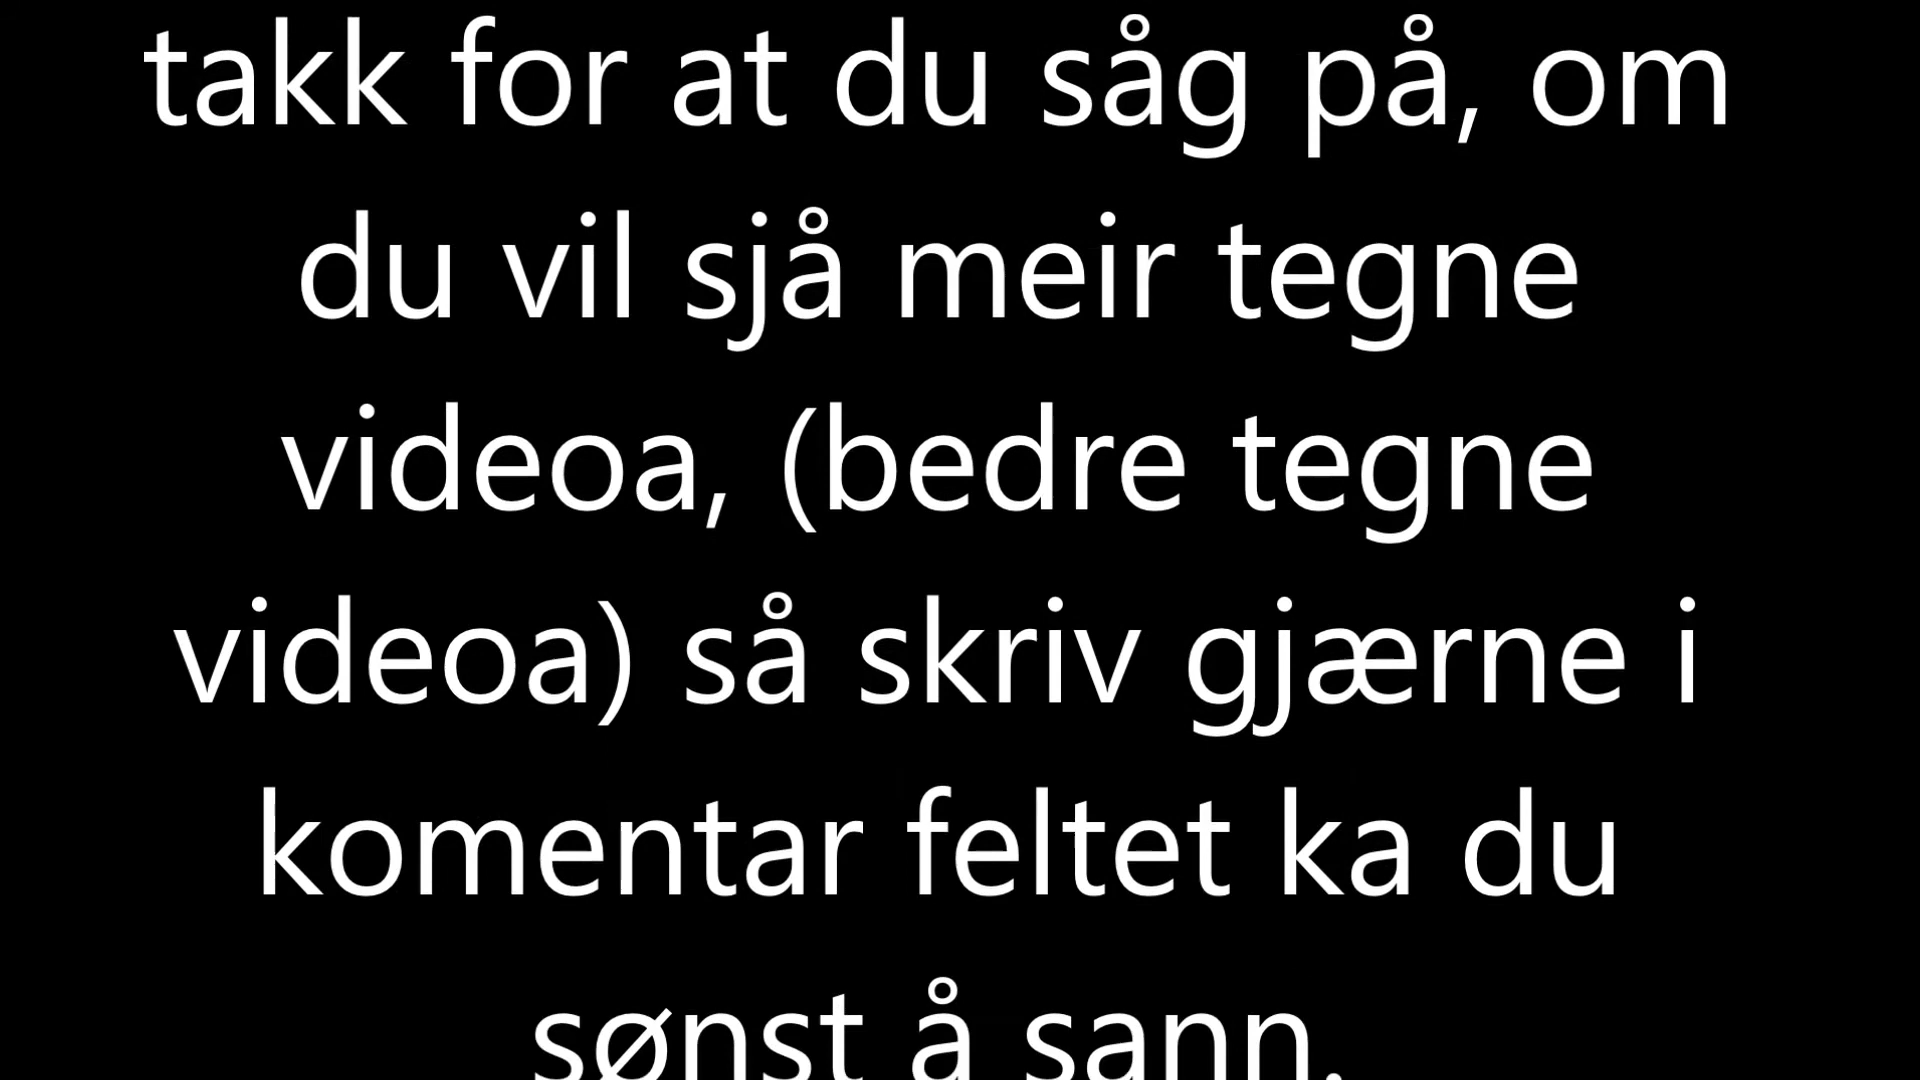 takk for at du såg på, om
du vil sjå meir tegne
videoa, (bedre tegne
videoa) så skriv gjærne i
komentar feltet ka du
sønst å sann.